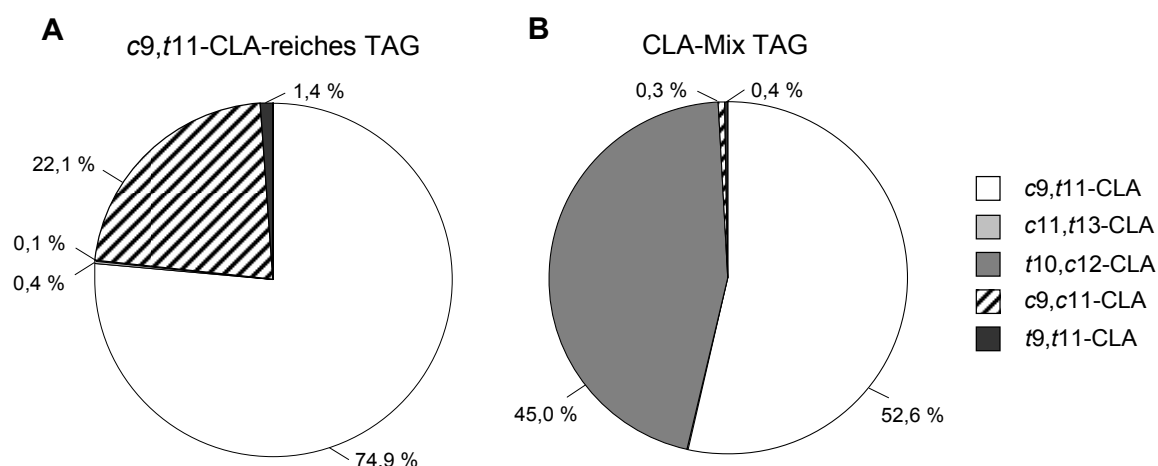 A
c9,t11-CLA-reiches TAG
1,4 %
22,1 %
0,1 %
0,4 %
74,9 %
B
CLA-Mix TAG
0,3 %
0,4 %
45,0 %
52,6 %
c9,t11-CLA
c11,t13-CLA
t10,c12-CLA
c9,c11-CLA
t9,t11-CLA